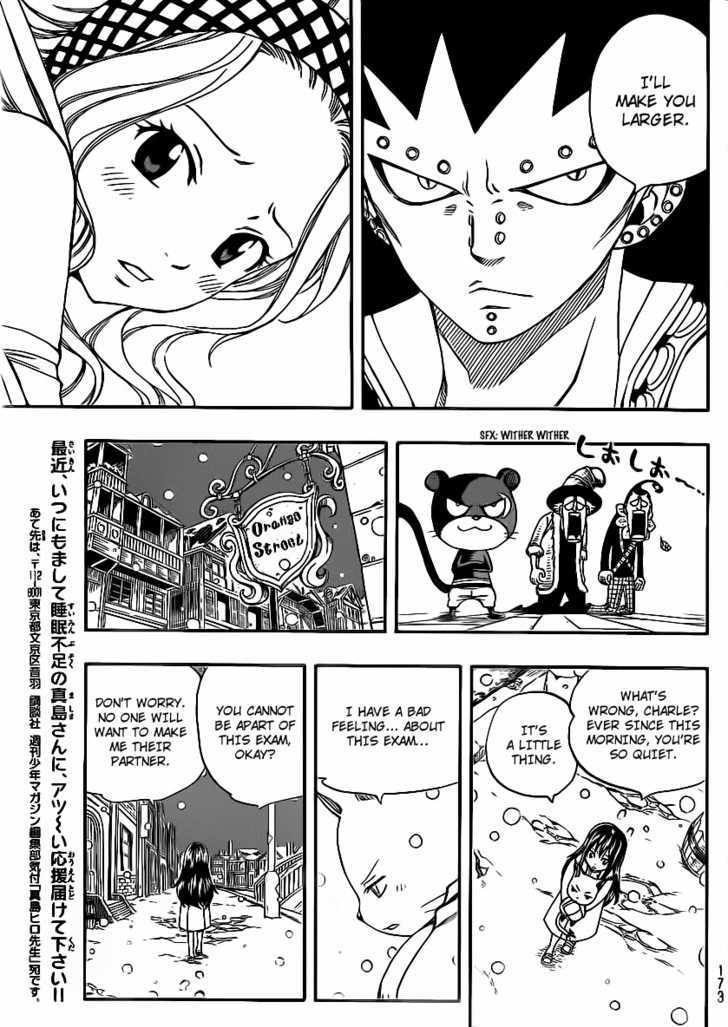 I'LL
MAKE YOU
LARGER.
SFX: WITHER WITHER
しおしお〜
Orange
Street
WHAT'S
WRONG, CHARLE?
EVER SINCE THIS
MORNING, YOU'RE
SO QUIET.
IT'S
A LITTLE
THING.
I HAVE A BAD
FEELING... ABOUT
THIS EXAM...
YOU CANNOT
BE APART OF
THIS EXAM,
OKAY?
DON'T WORRY.
NO ONE WILL
WANT TO MAKE
ME THEIR
PARTNER.
最近、いつにもまして睡眠不足の真島さんに、アツ〜い応援届けて下さい!!
あて先は、〒112-8001東京都文京区音羽 講談社 週刊少年マガジン編集部気付「真島ヒロ先生」宛です。
173